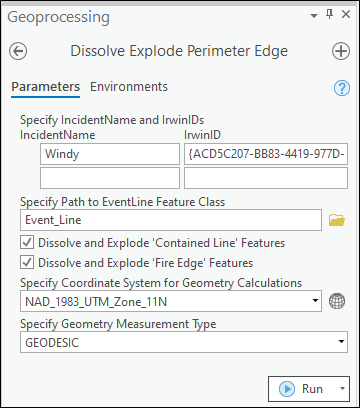 Geoprocessing
Dissolve Explode Perimeter Edge
Parameters Environments
Specify IncidentName and IrwinIDs
IncidentName IrwinID
Windy {ACD5C207-BB83-4419-977D-
Specify Path to EventLine Feature Class
Event_Line
Dissolve and Explode 'Contained Line' Features
Dissolve and Explode 'Fire Edge' Features
Specify Coordinate System for Geometry Calculations
NAD_1983_UTM_Zone_11N
Specify Geometry Measurement Type
GEODESIC
Run